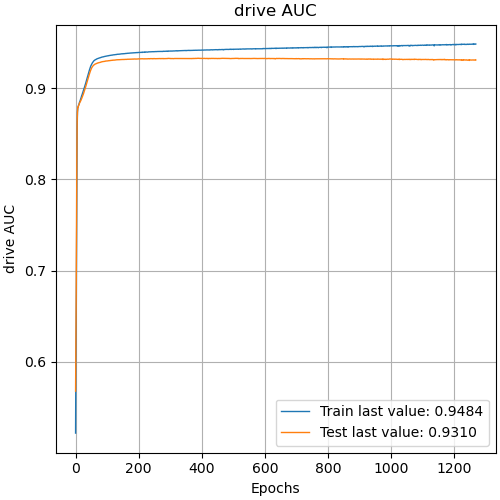 drive AUC
drive AUC
0.9
0.8
0.7
0.6
Train last value: 0.9484
Test last value: 0.9310
0 200 400 600 800 1000 1200
Epochs